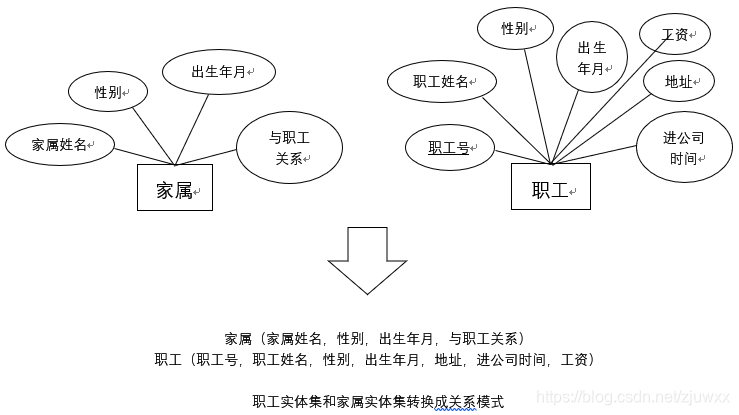 性别
出生年月
家属姓名
与职工
关系
家属
性别
出生
年月
工资
职工姓名
地址
职工号
进公司
时间
职工
家属（家属姓名，性别，出生年月，与职工关系）
职工（职工号，职工姓名，性别，出生年月，地址，进公司时间，工资）
职工实体集和家属实体集转换成关系模式
https://blog.csdn.net/zjuwxx